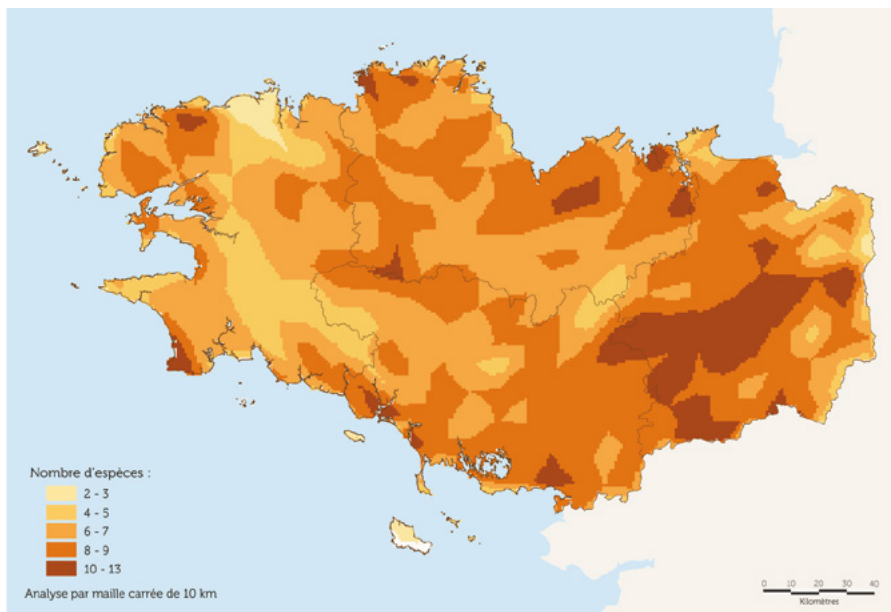 Nombre d'espèces :
2 - 3
4 - 5
6 - 7
8 - 9
10 - 13
Analyse par maille carrée de 10 km
0 10 20 30 40
Kilomètres